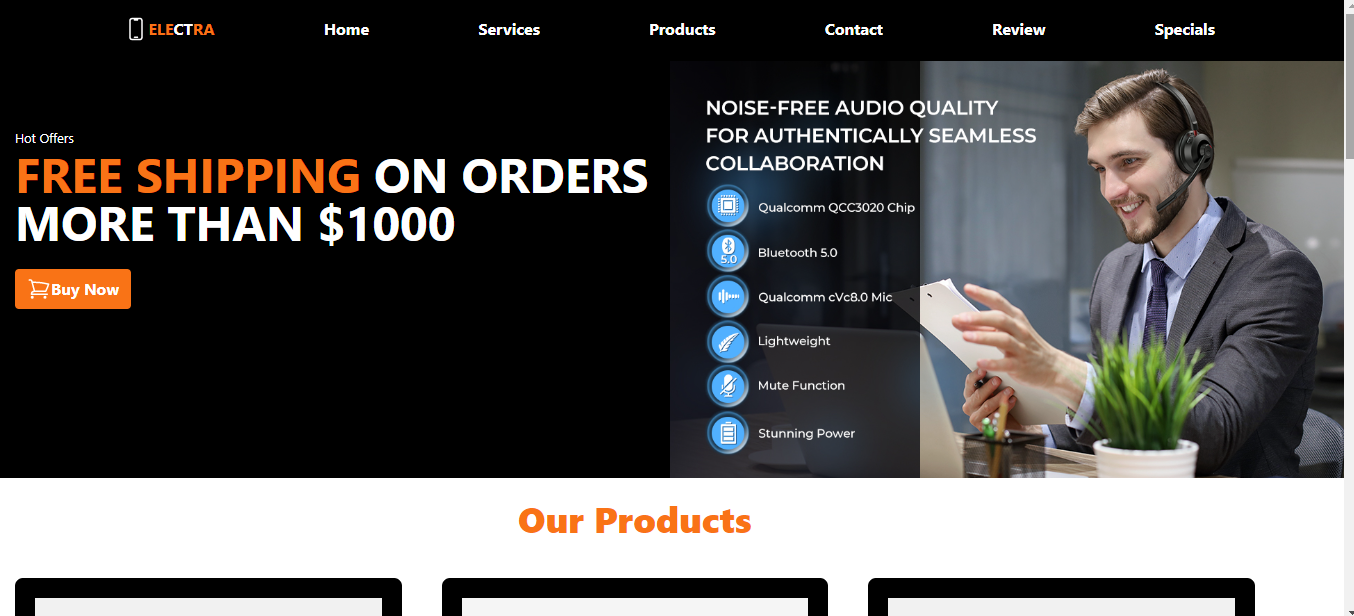 ELECTRA
Home
Services
Products
Contact
Review
Specials
Hot Offers
FREE SHIPPING ON ORDERS
MORE THAN $1000
Buy Now
NOISE-FREE AUDIO QUALITY
FOR AUTHENTICALLY SEAMLESS
COLLABORATION
Qualcomm QCC3020 Chip
5.0
Bluetooth 5.0
Qualcomm cVc8.0 Mic
Lightweight
Mute Function
Stunning Power
Our Products